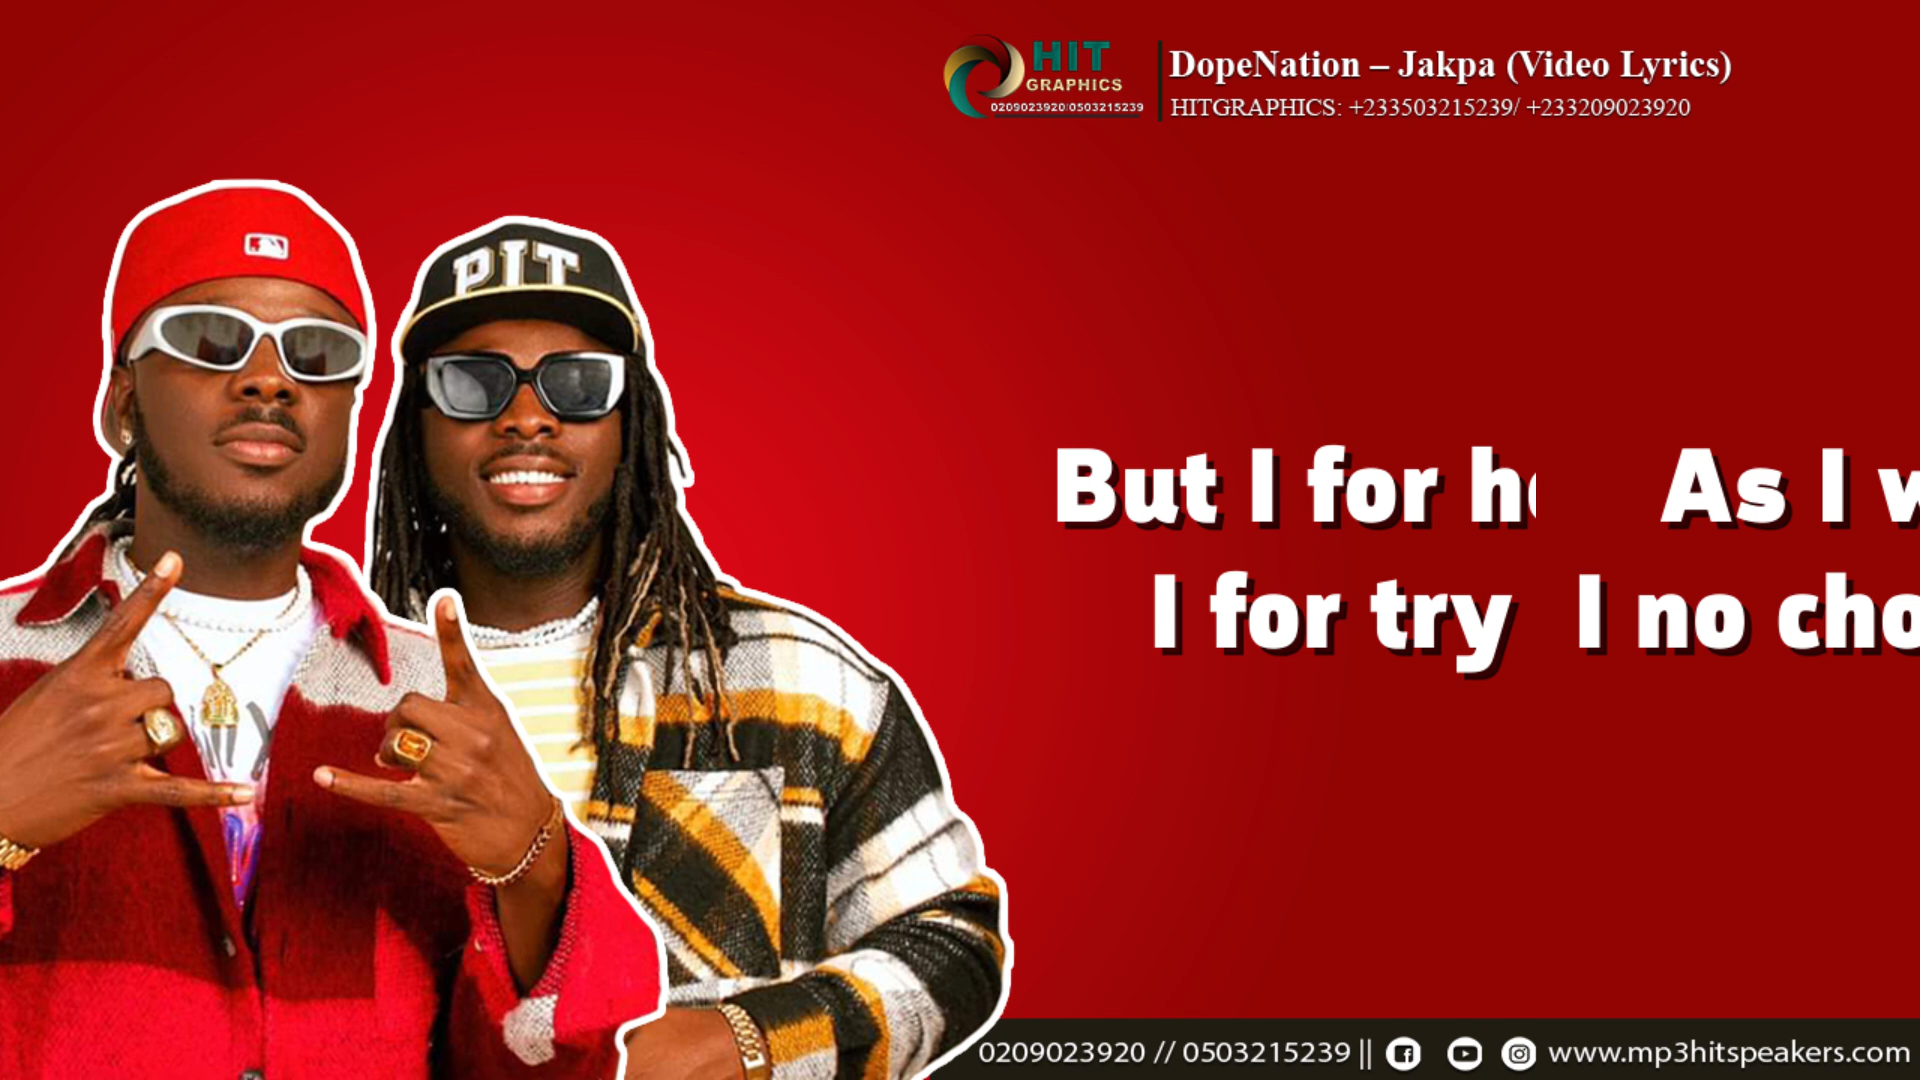 HIT
GRAPHICS
0209023920/0503215239
DopeNation – Jakpa (Video Lyrics)
HITGRAPHICS: +233503215239/ +233209023920
PIT
But I for As I
I for try I no
0209023920 // 0503215239 || www.mp3hitspeakers.com